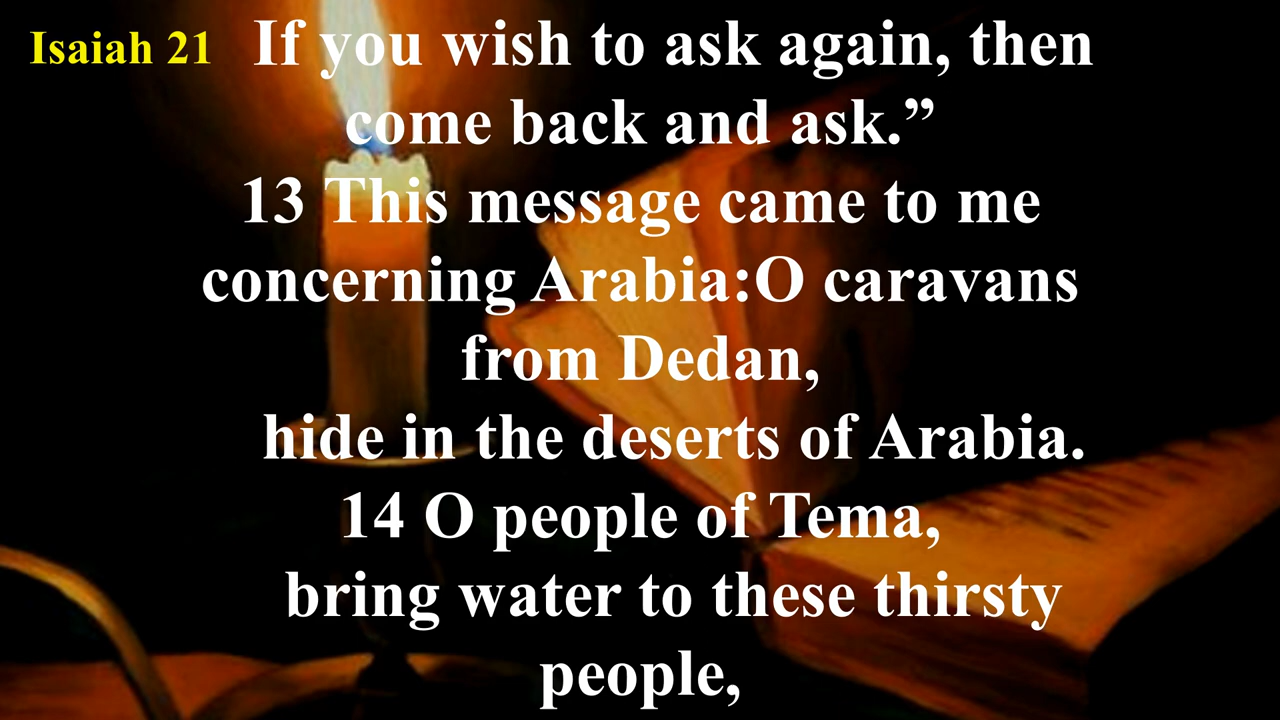 Isaiah 21 If you wish to ask again, then
come back and ask.”
13 This message came to me
concerning Arabia:O caravans
from Dedan,
hide in the deserts of Arabia.
14 O people of Tema,
bring water to these thirsty
people,